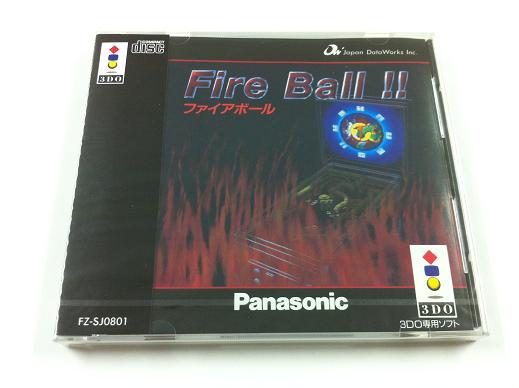 3DO
COMPACT
disc
Japan DataWorks Inc.
Fire Ball !!
ファイアボール
Panasonic
FZ-SJ0801
3DO
3DO専用ソフト